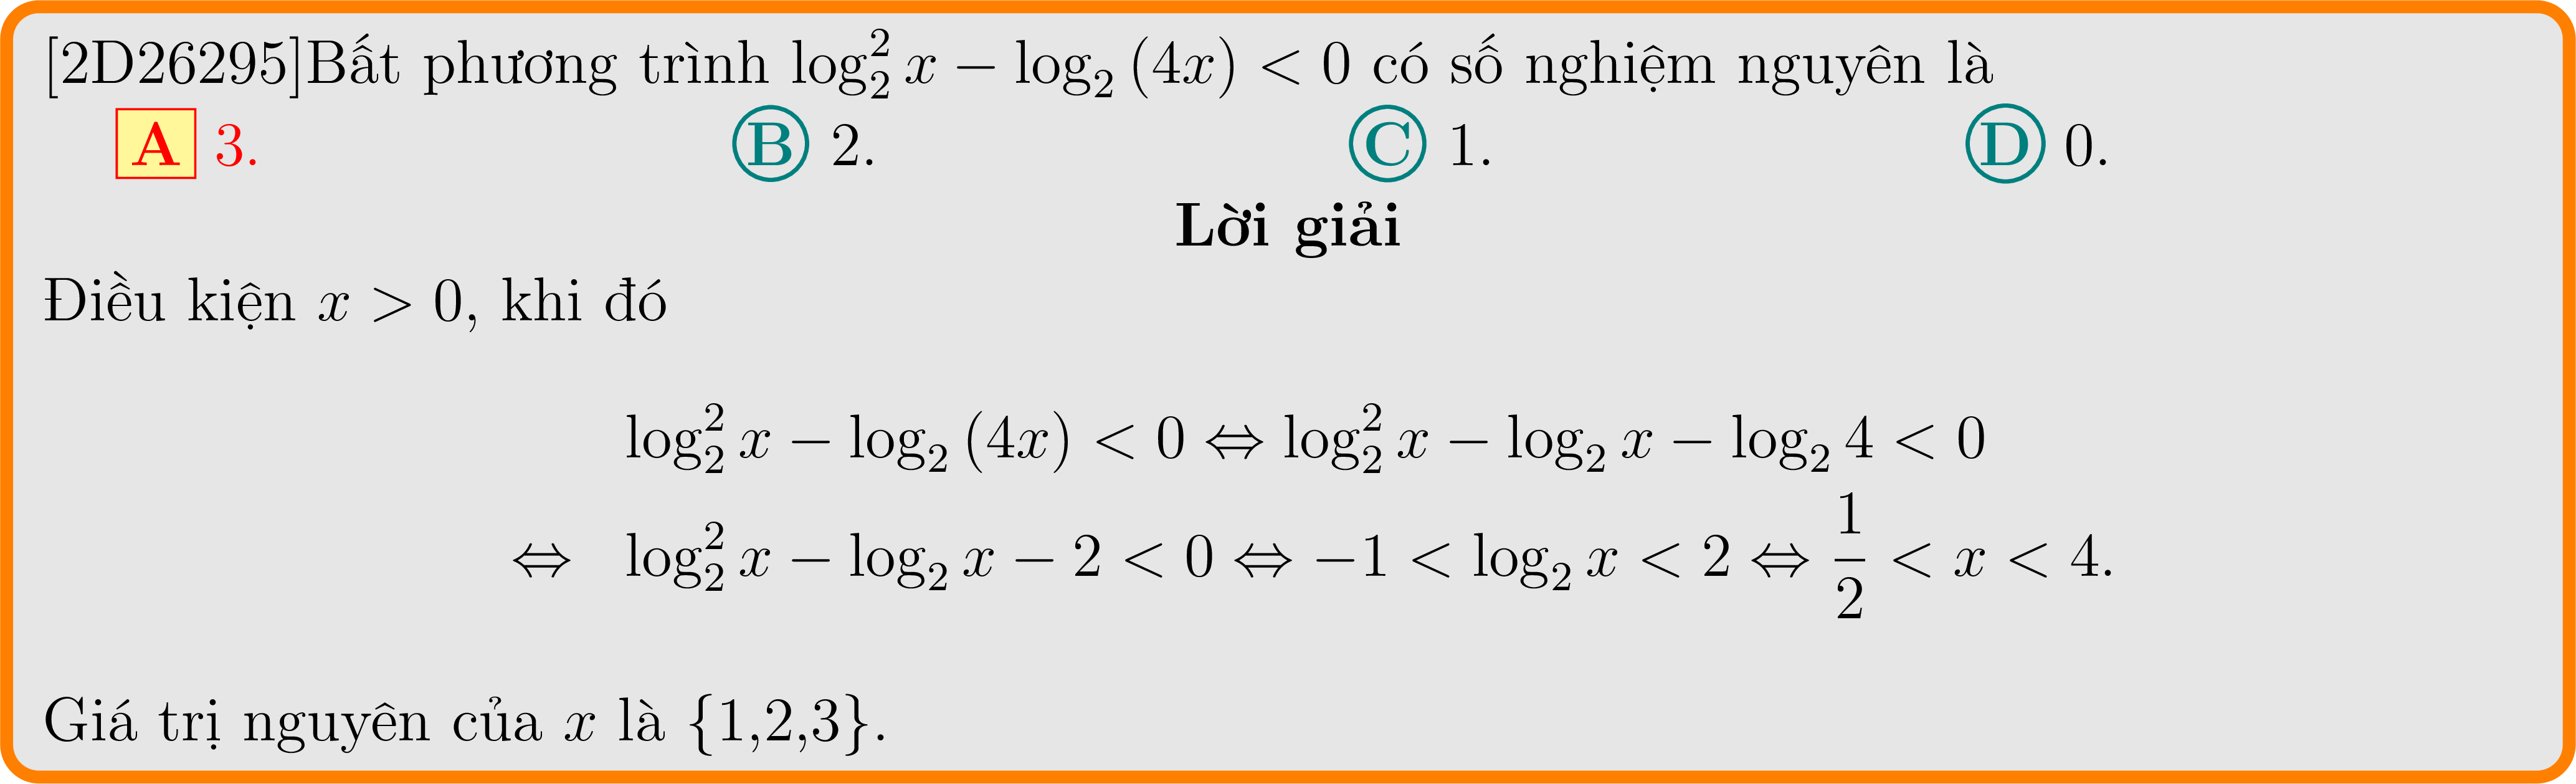 [2D26295]Bất phương trình $\log_2^2 x - \log_2 (4x) < 0$ có số nghiệm nguyên là
A 3. B 2. C 1. D 0.
Lời giải
Điều kiện $x > 0$, khi đó
$\log_2^2 x - \log_2 (4x) < 0 \Leftrightarrow \log_2^2 x - \log_2 x - \log_2 4 < 0$
$\Leftrightarrow \log_2^2 x - \log_2 x - 2 < 0 \Leftrightarrow -1 < \log_2 x < 2 \Leftrightarrow \dfrac{1}{2} < x < 4.$
Giá trị nguyên của $x$ là {1,2,3}.